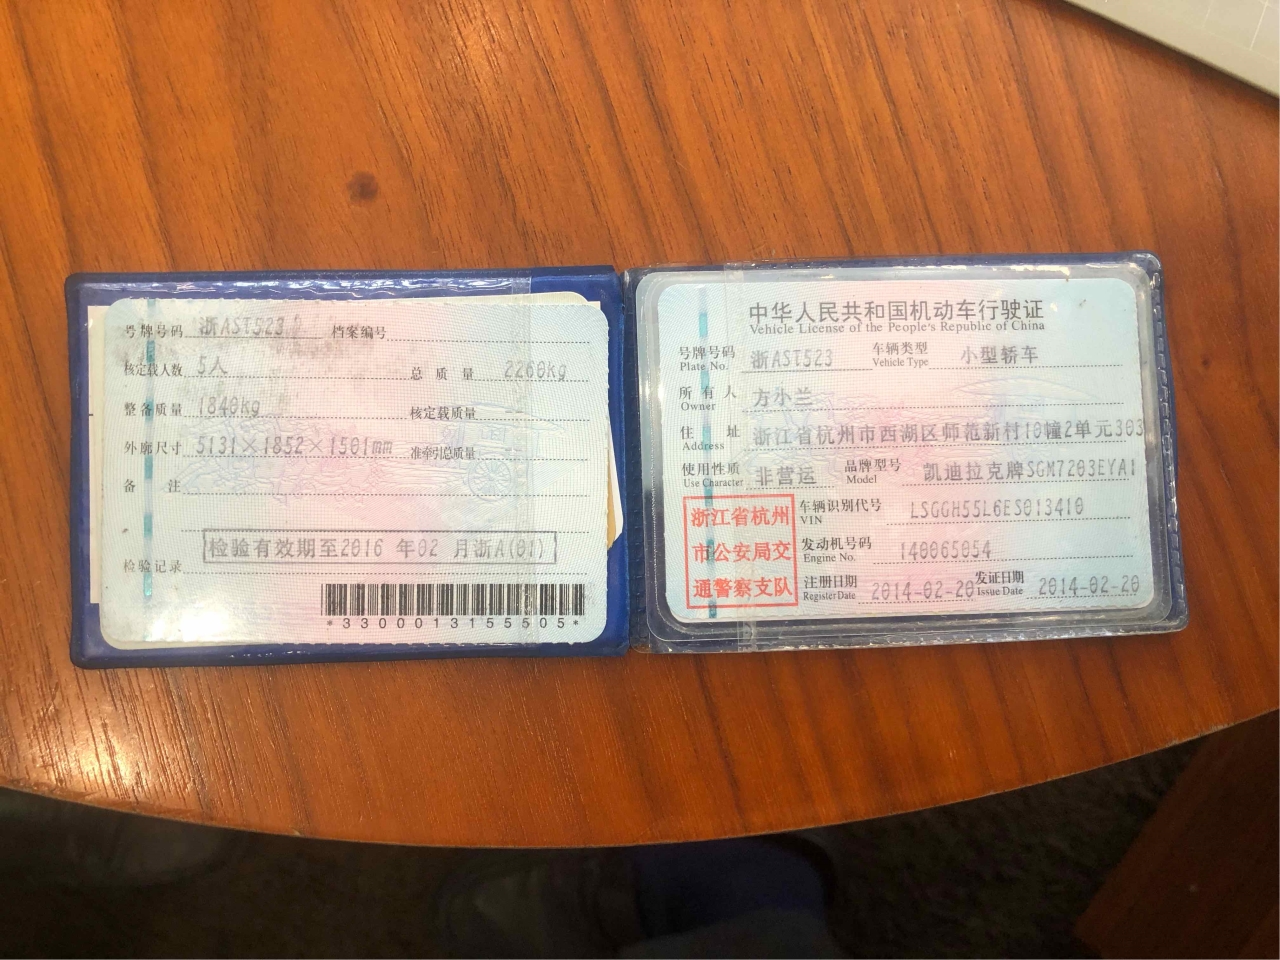 号牌号码 浙AST523 档案编号
核定载人数 5人 总质量 2260kg
整备质量 1840kg 核定载质量 --
外廓尺寸 5131×1852×1501mm 准牵引总质量 --
备注
检验有效期至2016 年02 月浙A(01)
检验记录
*3300013155505*
中华人民共和国机动车行驶证
Vehicle License of the People's Republic of China
号牌号码 浙AST523 车辆类型 小型轿车
Plate No. Vehicle Type
所有人 方小兰
Owner
住址 浙江省杭州市西湖区师范新村10幢2单元303
Address
使用性质 非营运 品牌型号 凯迪拉克牌SGM7203EYA1
Use Character Model
浙江省杭州
市公安局交
通警察支队
车辆识别代号 LSGGH55L6ES013410
VIN
发动机号码 140065054
Engine No.
注册日期 2014-02-20 发证日期 2014-02-20
Register Date Issue Date